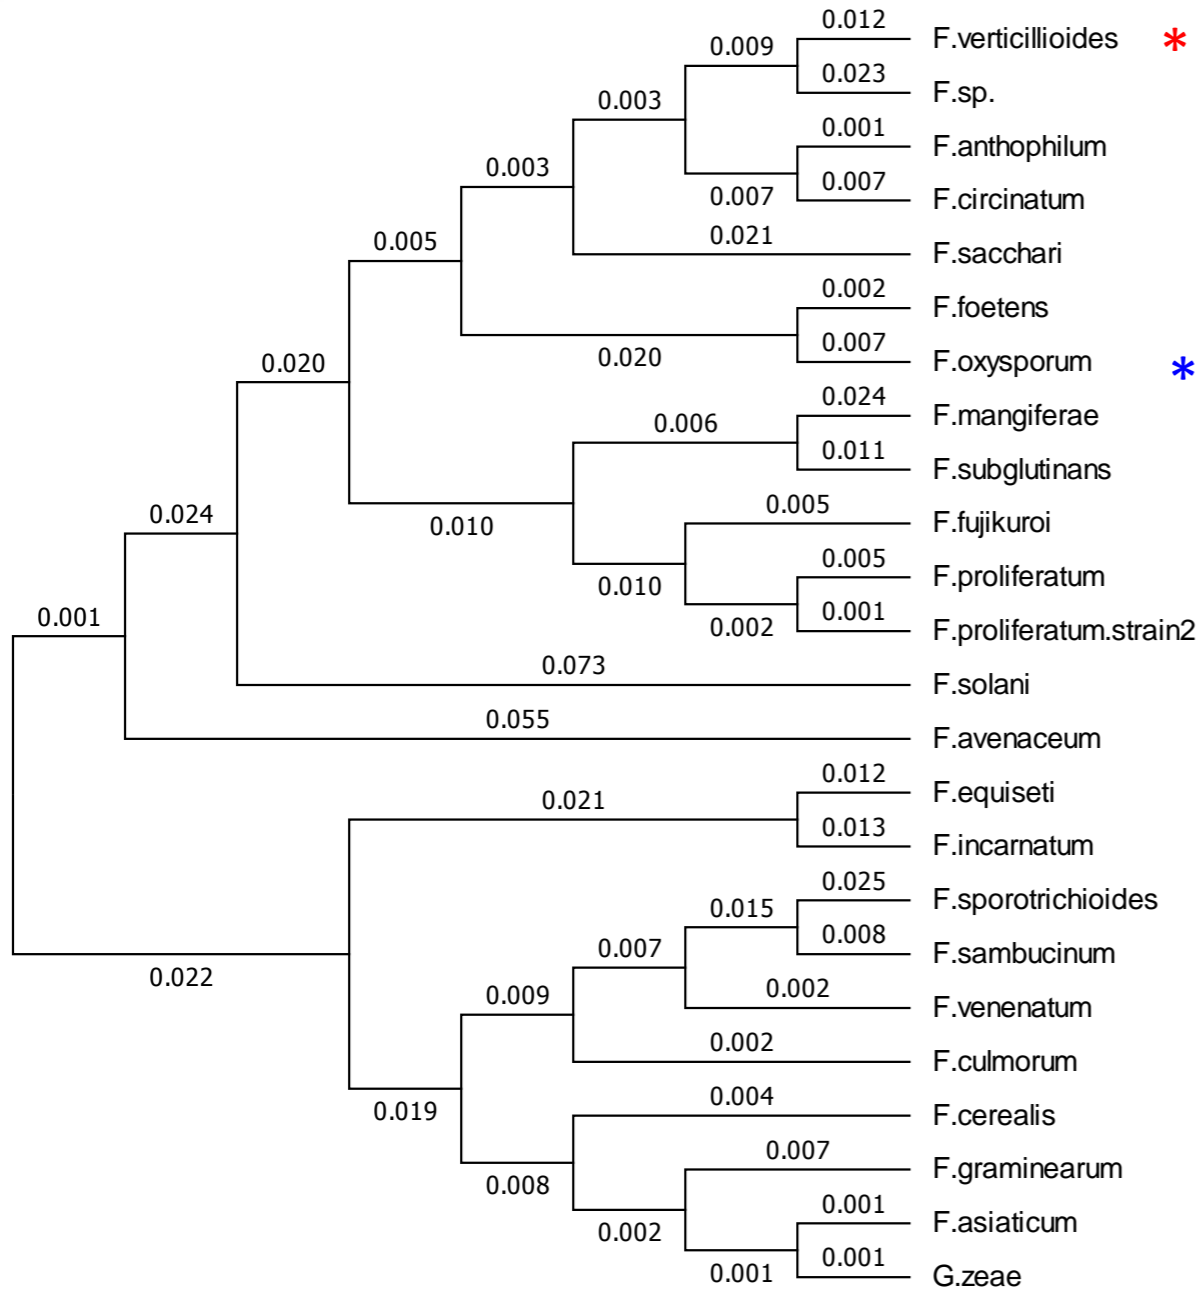 0.012
F.verticillioides *
0.009
0.023
F.sp.
0.003
0.001
F.anthophilum
0.003
0.007
0.007
F.circinatum
0.005
0.021
F.sacchari
0.002
F.foetens
0.020
0.020
0.007
F.oxysporum *
0.024
F.mangiferae
0.006
0.011
F.subglutinans
0.024
0.010
0.005
F.fujikuroi
0.010
0.005
F.proliferatum
0.001
0.002
0.001
F.proliferatum.strain2
0.073
F.solani
0.055
F.avenaceum
0.012
F.equiseti
0.021
0.013
F.incarnatum
0.025
F.sporotrichioides
0.015
0.022
0.007
0.008
F.sambucinum
0.009
0.002
F.venenatum
0.002
F.culmorum
0.019
0.004
F.cerealis
0.008
0.007
F.graminearum
0.002
0.001
F.asiaticum
0.001
0.001
G.zeae